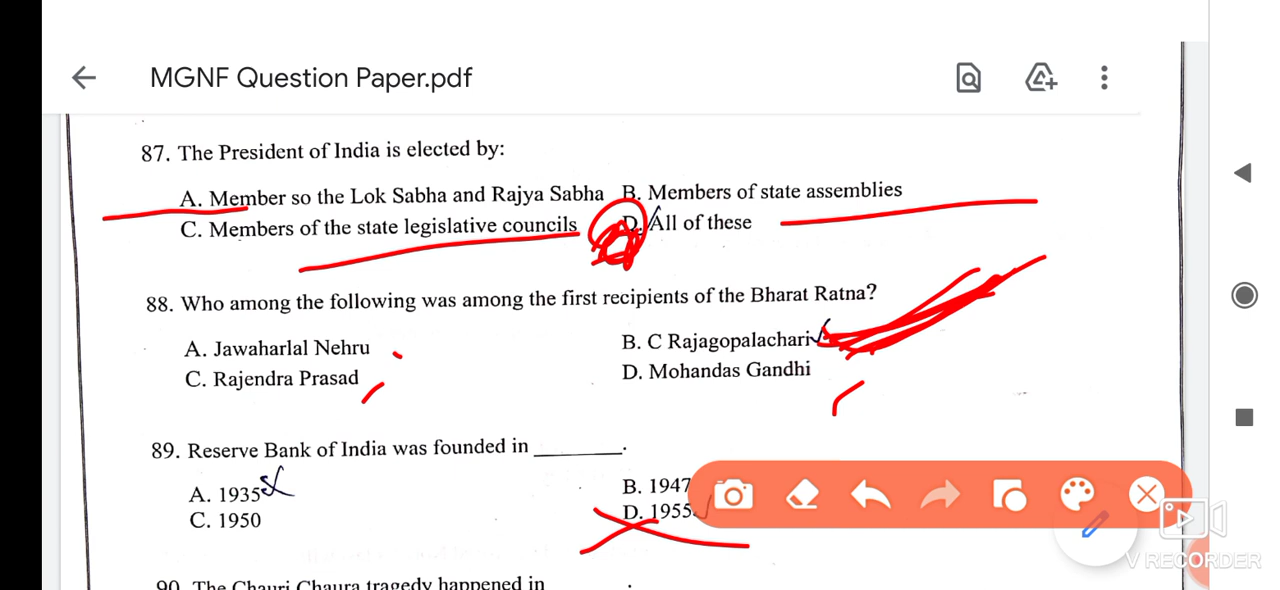 MGNF Question Paper.pdf
87. The President of India is elected by:
A. Member so the Lok Sabha and Rajya Sabha B. Members of state assemblies
C. Members of the state legislative councils D. All of these
88. Who among the following was among the first recipients of the Bharat Ratna?
A. Jawaharlal Nehru B. C Rajagopalachari
C. Rajendra Prasad D. Mohandas Gandhi
89. Reserve Bank of India was founded in ________.
A. 1935 B. 1947
C. 1950 D. 1955
90. The Chauri Chaura tragedy happened in .
V RECORDER